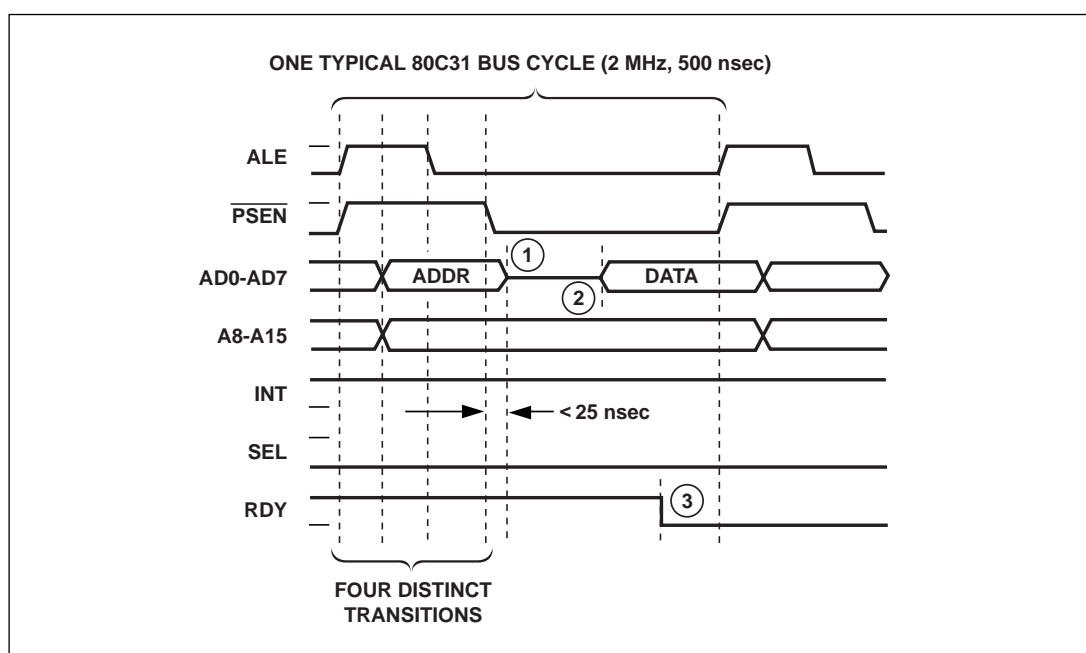 ONE TYPICAL 80C31 BUS CYCLE (2 MHz, 500 nsec)
ALE
PSEN
1
AD0-AD7
ADDR
DATA
2
A8-A15
INT
< 25 nsec
SEL
RDY
3
FOUR DISTINCT
TRANSITIONS